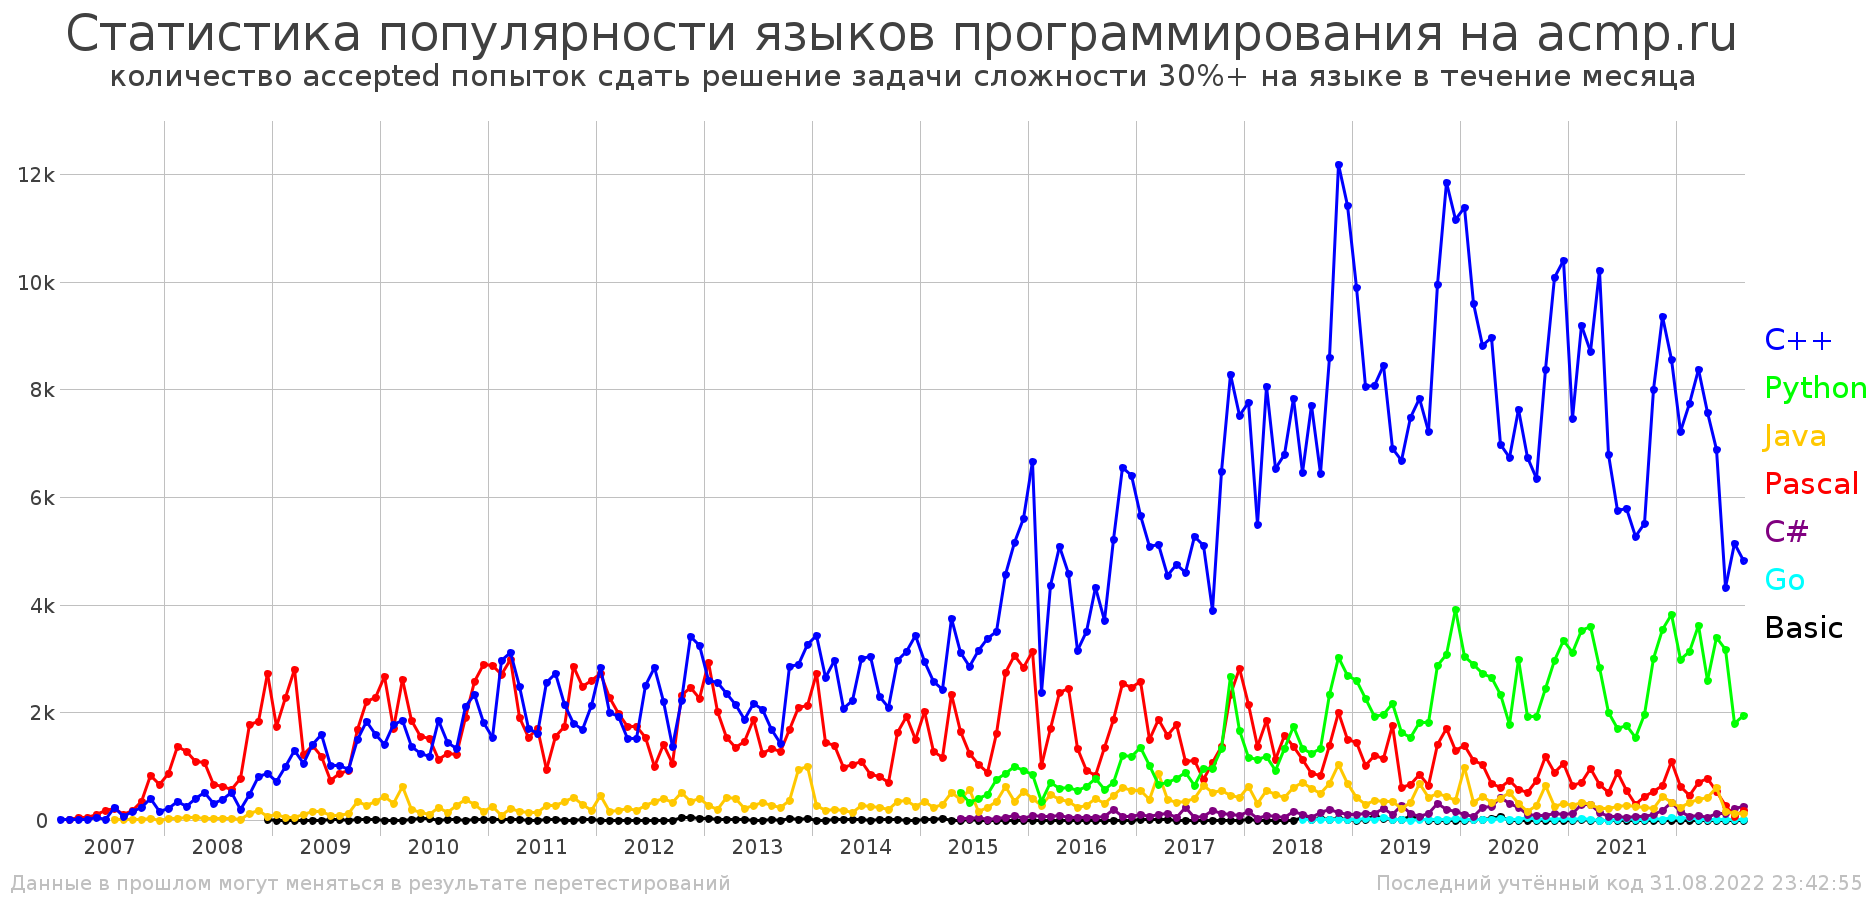 Статистика популярности языков программирования на acmp.ru
количество accepted попыток сдать решение задачи сложности 30%+ на языке в течение месяца
12k
10k
8k
6k
4k
2k
0
C++
Python
Java
Pascal
C#
Go
Basic
2007 2008 2009 2010 2011 2012 2013 2014 2015 2016 2017 2018 2019 2020 2021
Данные в прошлом могут меняться в результате перетестирований
Последний учтённый код 31.08.2022 23:42:55